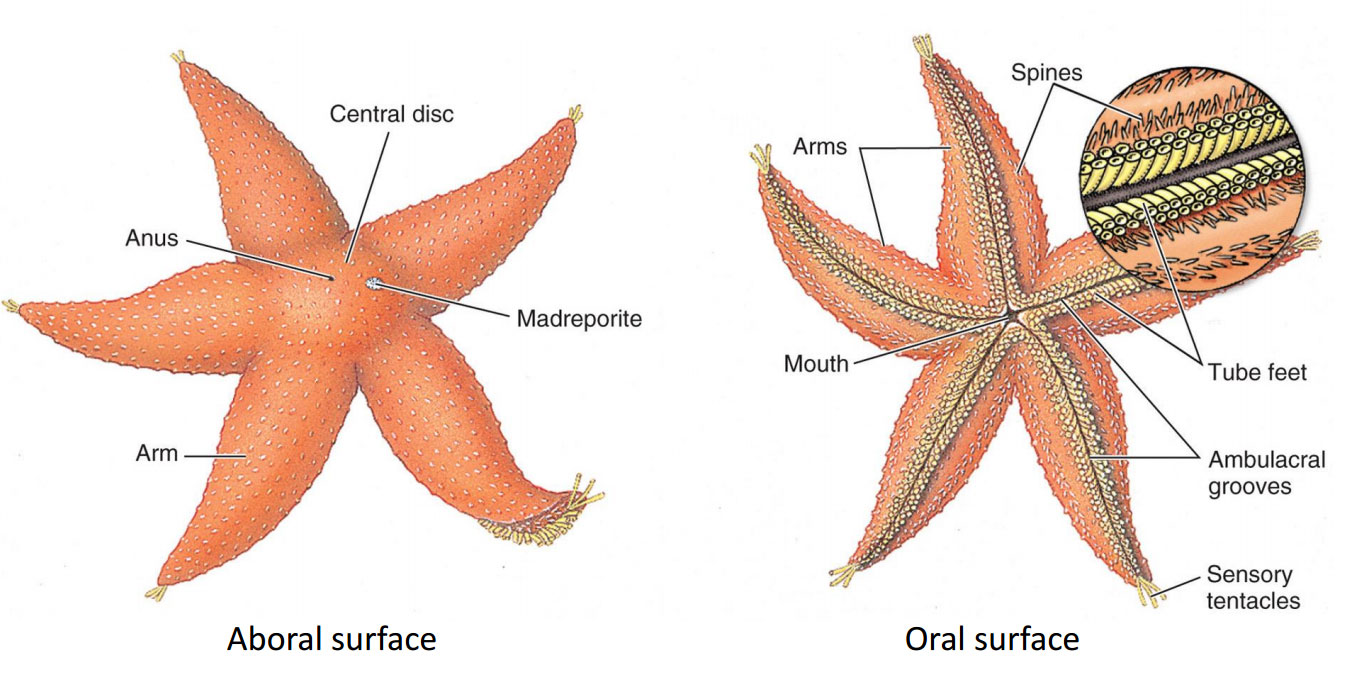 Central disc
Anus
Madreporite
Arm
Aboral surface
Spines
Arms
Mouth
Tube feet
Ambulacral
grooves
Sensory
tentacles
Oral surface